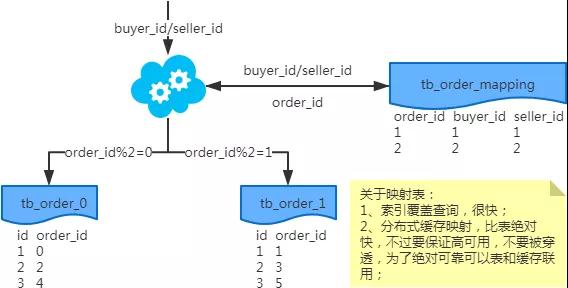 buyer_id/seller_id
buyer_id/seller_id
order_id
tb_order_mapping
order_id buyer_id seller_id
1 1 1
2 2 2
order_id%2=0
order_id%2=1
tb_order_0
id order_id
1 0
2 2
3 4
tb_order_1
id order_id
1 1
2 3
3 5
关于映射表：
1、索引覆盖查询，很快；
2、分布式缓存映射，比表绝对
快，不过要保证高可用，不要被穿
透，为了绝对可靠可以表和缓存联
用；